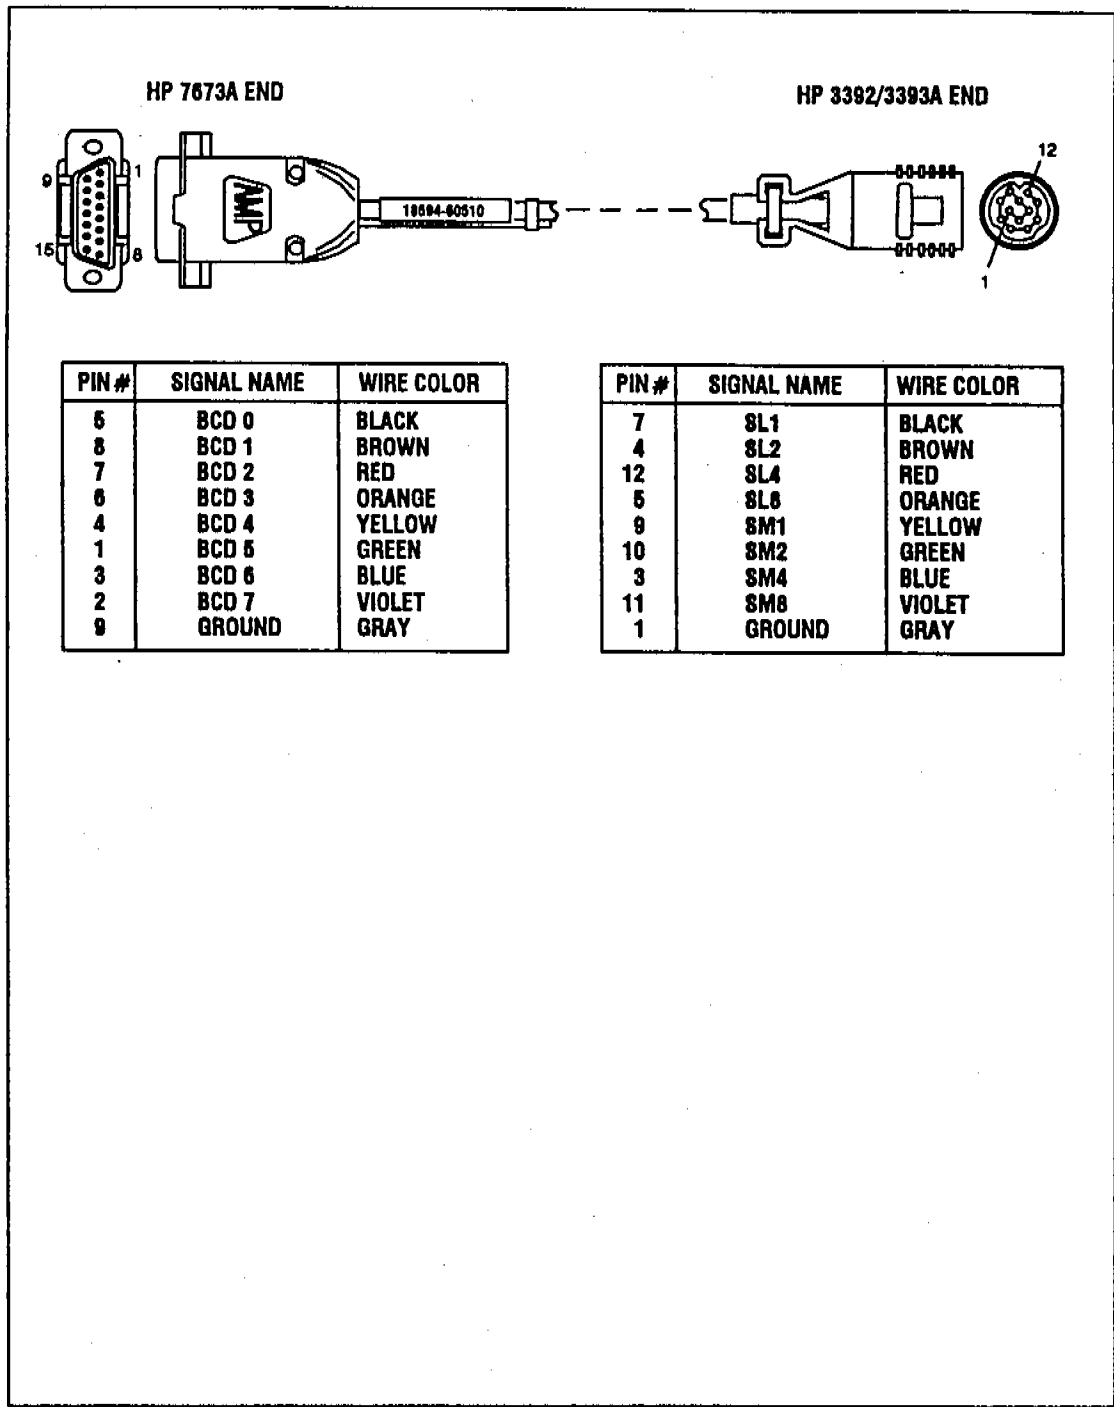 HP 7673A END
HP 3392/3393A END
9
1
15
8
AMP
18594-60510
12
1
PIN # SIGNAL NAME WIRE COLOR
5 BCD 0 BLACK
8 BCD 1 BROWN
7 BCD 2 RED
6 BCD 3 ORANGE
4 BCD 4 YELLOW
1 BCD 5 GREEN
3 BCD 6 BLUE
2 BCD 7 VIOLET
9 GROUND GRAY
PIN # SIGNAL NAME WIRE COLOR
7 SL1 BLACK
4 SL2 BROWN
12 SL4 RED
5 SL8 ORANGE
9 SM1 YELLOW
10 SM2 GREEN
3 SM4 BLUE
11 SM8 VIOLET
1 GROUND GRAY